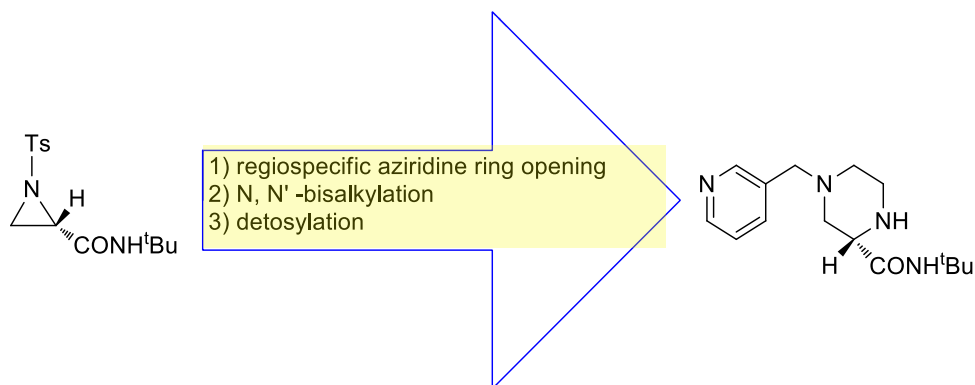 Ts
N
H
CONHᵗBu
1) regiospecific aziridine ring opening
2) N, N' -bisalkylation
3) detosylation
N
N
NH
H
CONHᵗBu